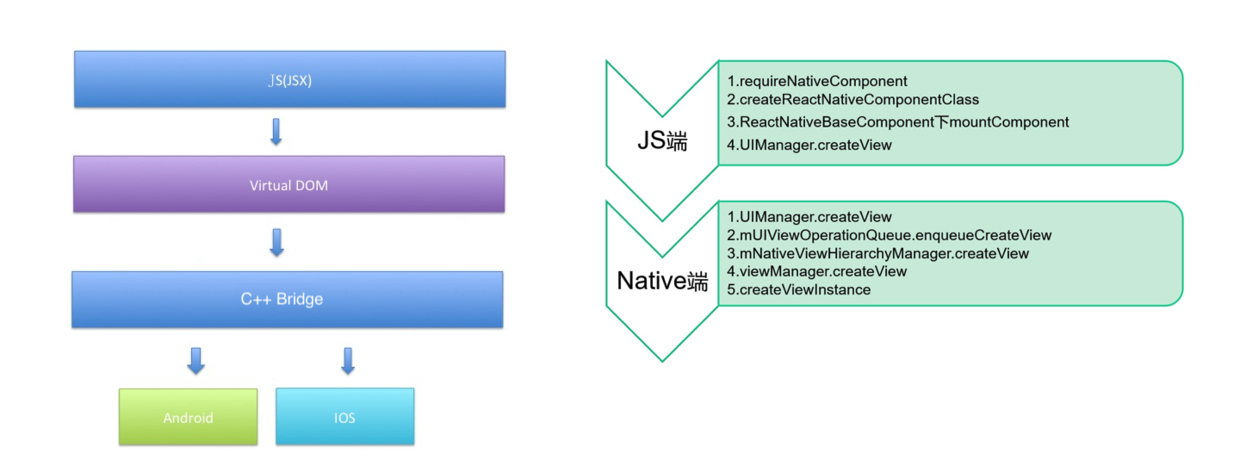 JS(JSX)
Virtual DOM
C++ Bridge
Android
IOS
JS端
1.requireNativeComponent
2.createReactNativeComponentClass
3.ReactNativeBaseComponent下mountComponent
4.UIManager.createView
Native端
1.UIManager.createView
2.mUIViewOperationQueue.enqueueCreateView
3.mNativeViewHierarchyManager.createView
4.viewManager.createView
5.createViewInstance